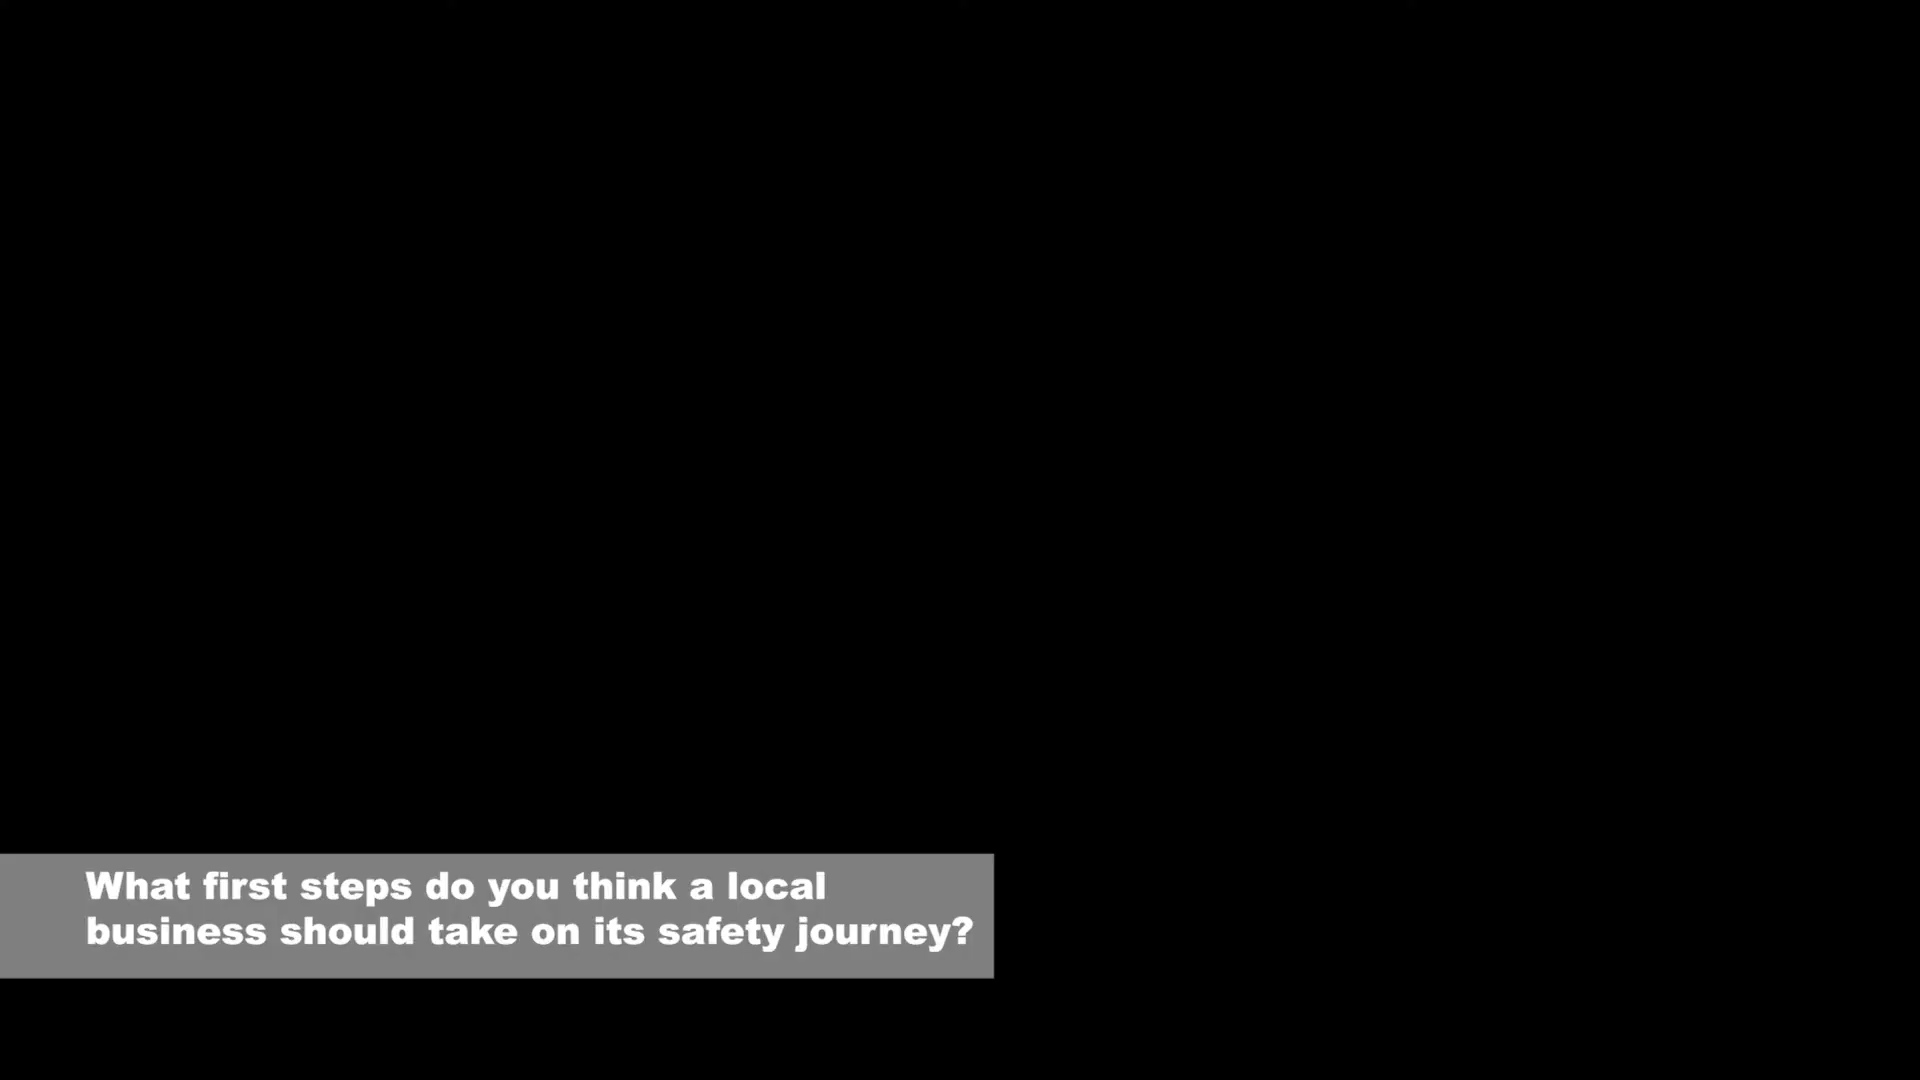 What first steps do you think a local
business should take on its safety journey?